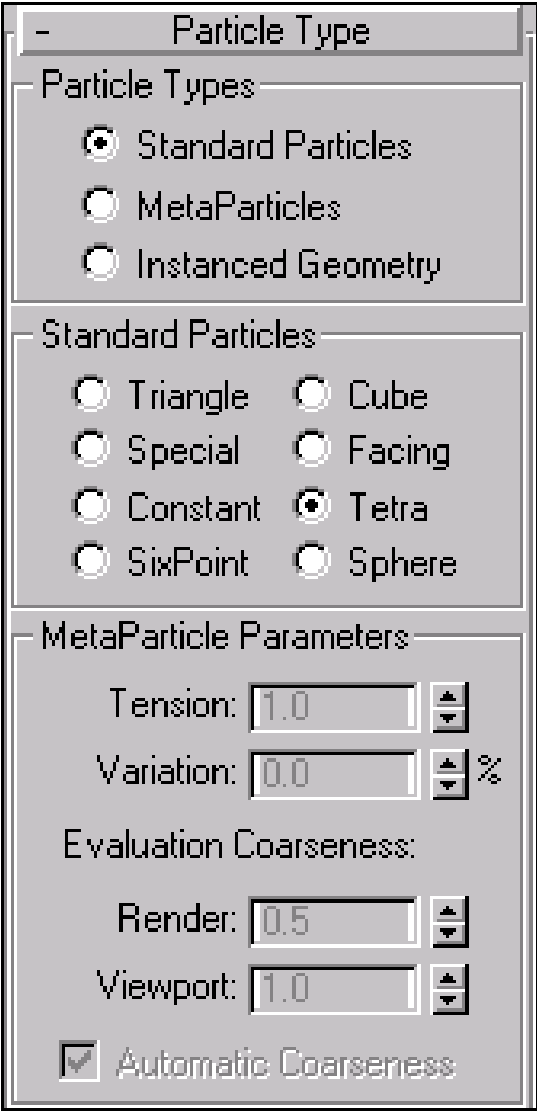 - Particle Type
Particle Types
Standard Particles
MetaParticles
Instanced Geometry
Standard Particles
Triangle Cube
Special Facing
Constant Tetra
SixPoint Sphere
MetaParticle Parameters
Tension: 1.0
Variation: 0.0 %
Evaluation Coarseness:
Render: 0.5
Viewport: 1.0
Automatic Coarseness